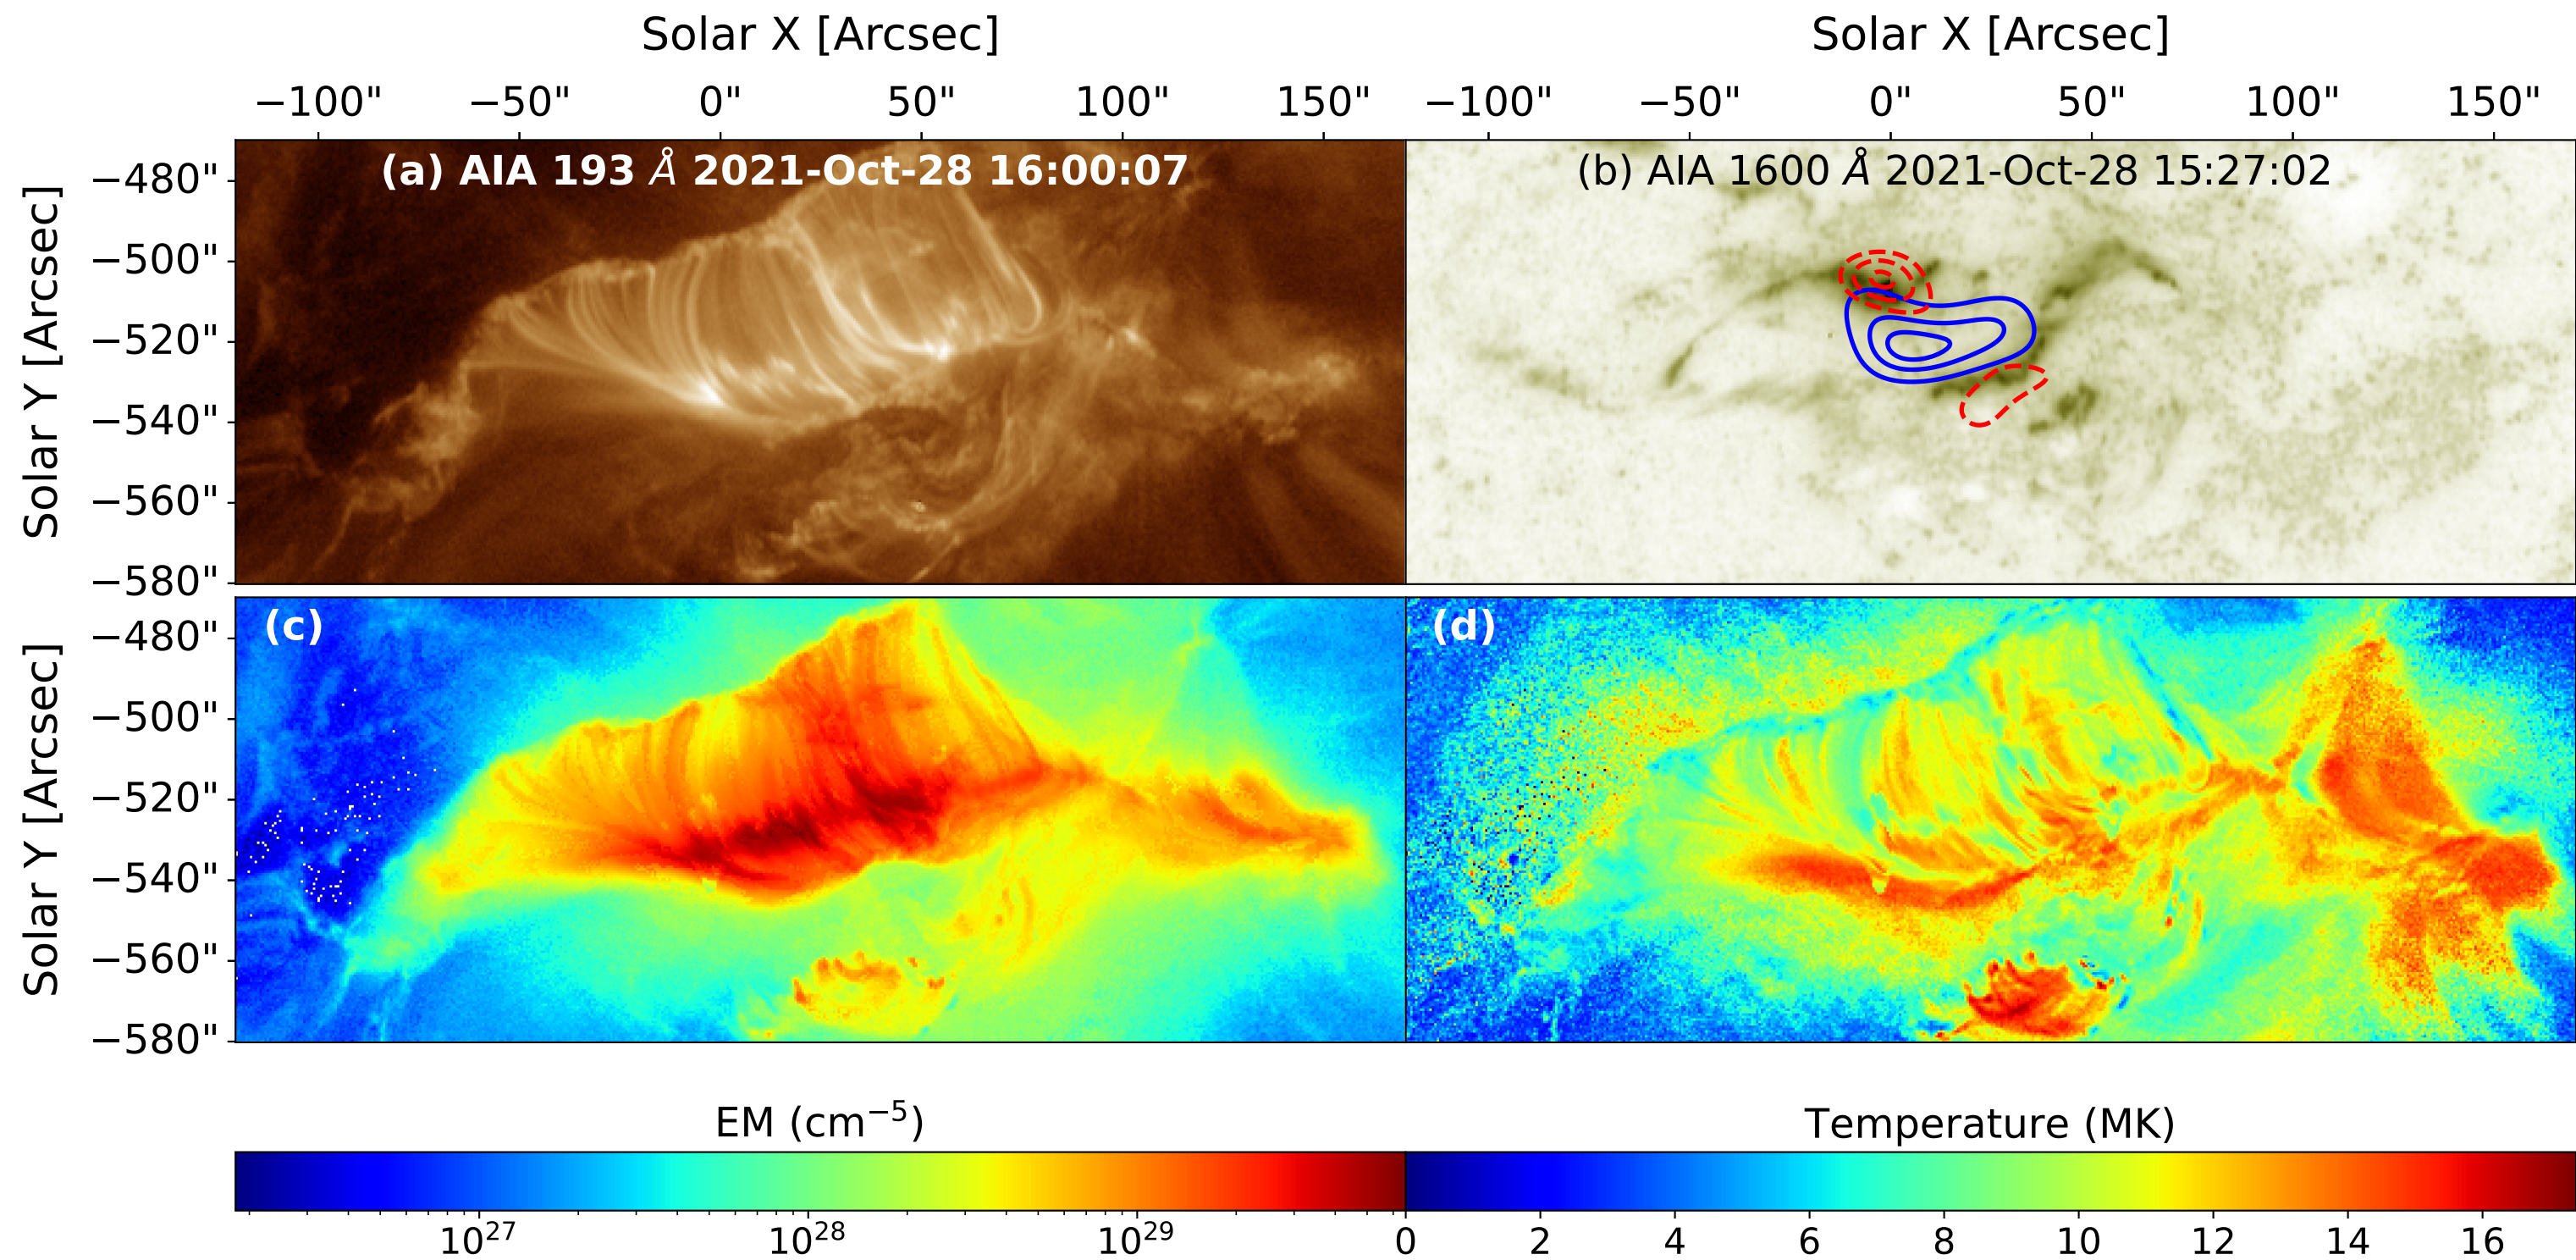 Solar X [Arcsec]
Solar X [Arcsec]
−100" −50" 0" 50" 100" 150"
−100" −50" 0" 50" 100" 150"
(a) AIA 193 Å 2021-Oct-28 16:00:07
(b) AIA 1600 Å 2021-Oct-28 15:27:02
Solar Y [Arcsec]
−480"
−500"
−520"
−540"
−560"
−580"
(c)
(d)
Solar Y [Arcsec]
−480"
−500"
−520"
−540"
−560"
−580"
EM (cm⁻⁵)
Temperature (MK)
10²⁷ 10²⁸ 10²⁹
0 2 4 6 8 10 12 14 16